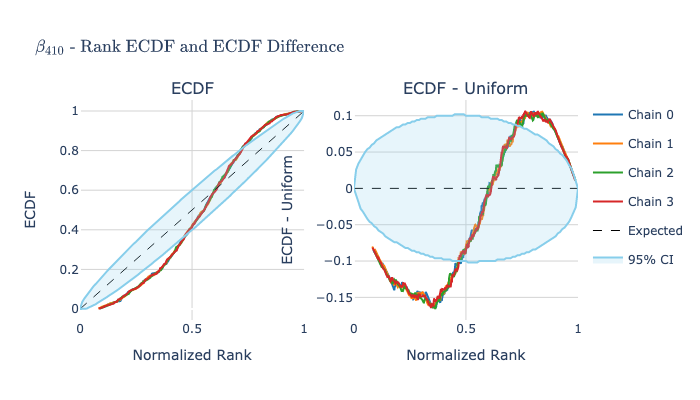 β410 - Rank ECDF and ECDF Difference
ECDF
ECDF - Uniform
1
0.8
0.6
0.4
0.2
0
ECDF
0
0.5
1
Normalized Rank
0.1
0.05
0
−0.05
−0.1
−0.15
ECDF - Uniform
0
0.5
1
Normalized Rank
Chain 0
Chain 1
Chain 2
Chain 3
Expected
95% CI